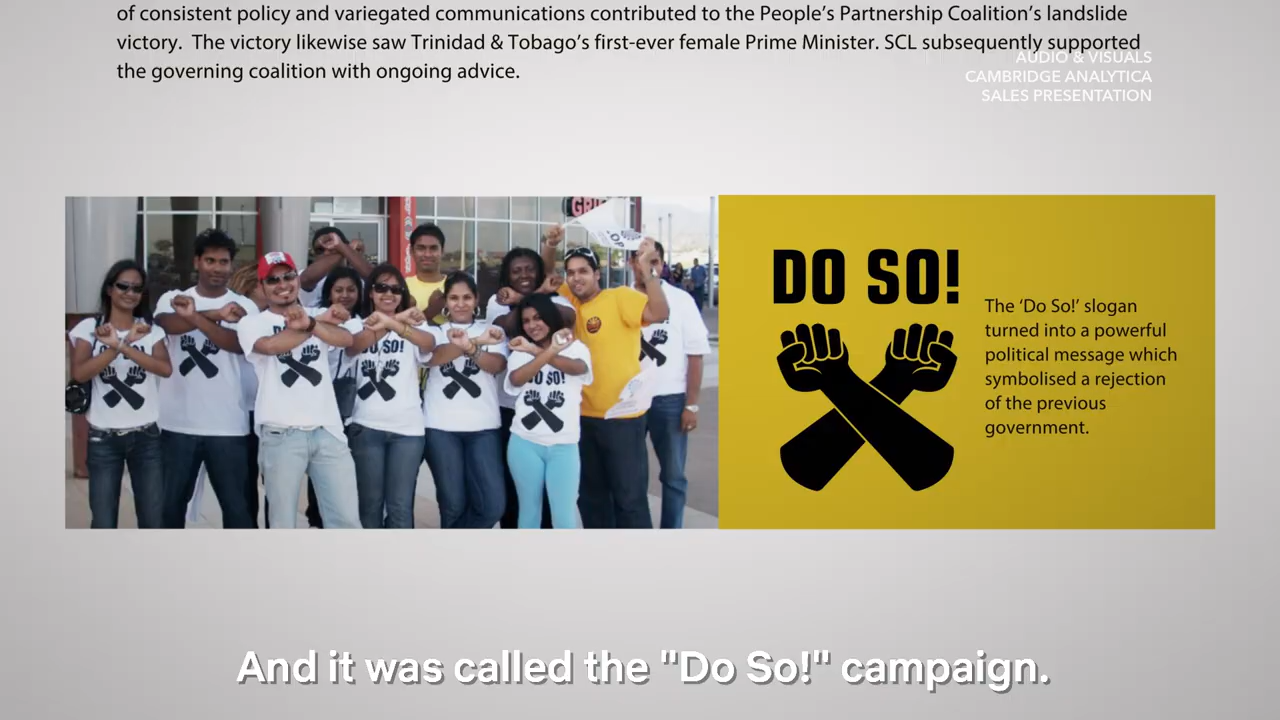 of consistent policy and variegated communications contributed to the People’s Partnership Coalition’s landslide
victory.  The victory likewise saw Trinidad & Tobago’s first-ever female Prime Minister. SCL subsequently supported
the governing coalition with ongoing advice.
AUDIO & VISUALS
CAMBRIDGE ANALYTICA
SALES PRESENTATION
DO SO!
DO SO!
DO SO!
The ‘Do So!’ slogan
turned into a powerful
political message which
symbolised a rejection
of the previous
government.
And it was called the "Do So!" campaign.